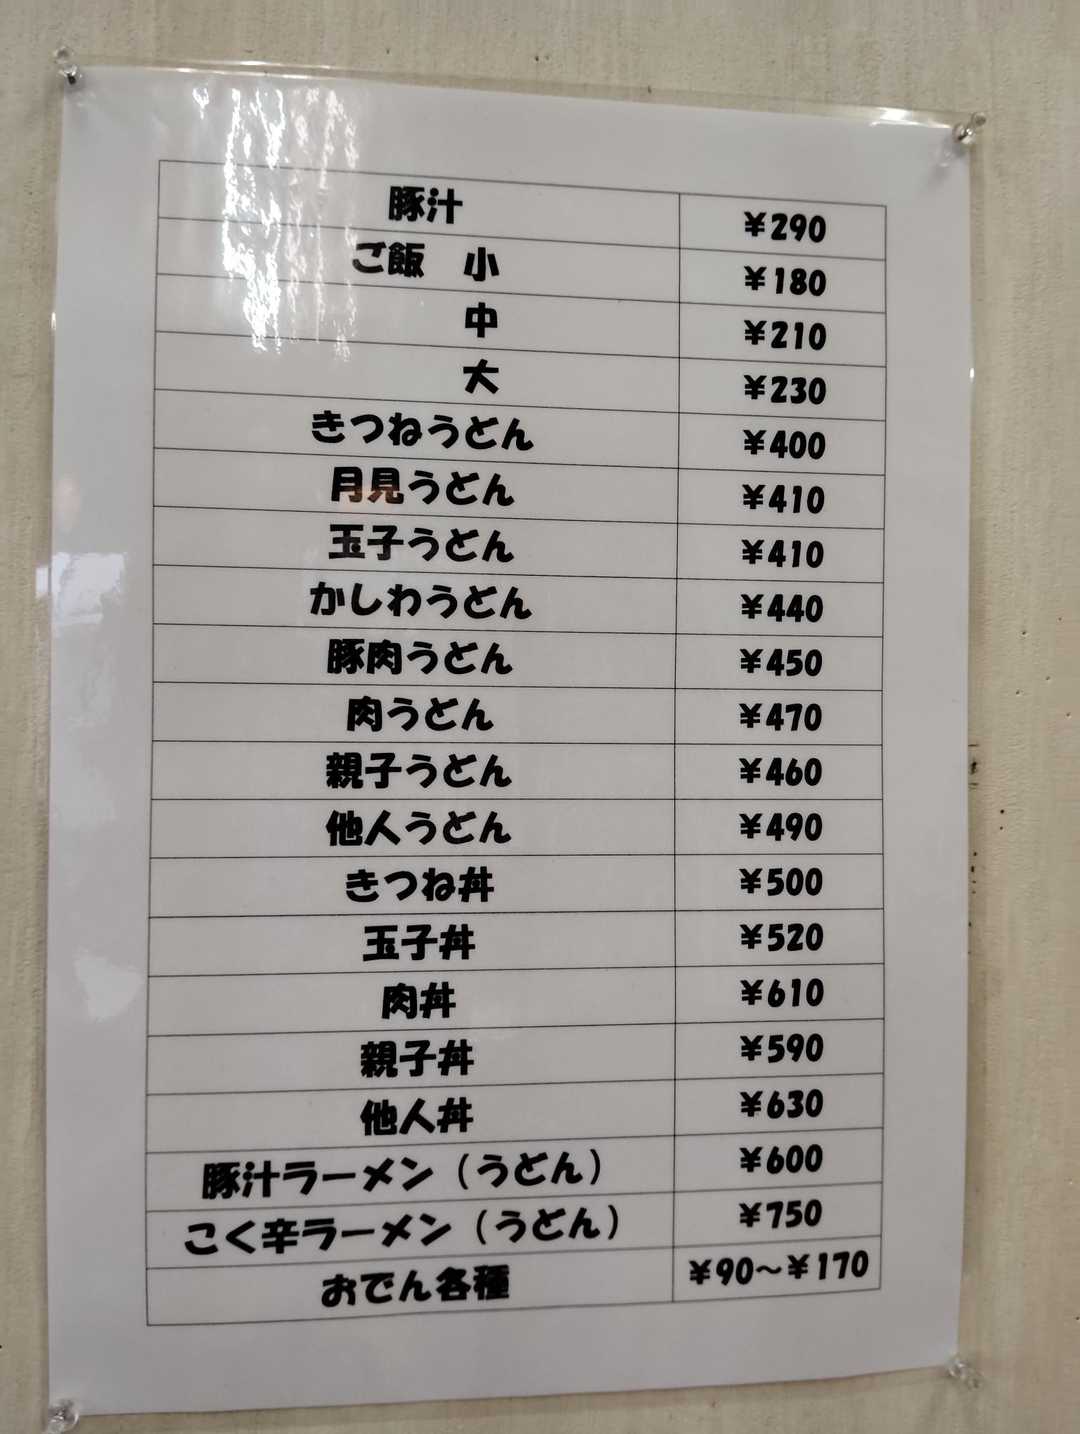 豚汁 ¥290
ご飯 小 ¥180
中 ¥210
大 ¥230
きつねうどん ¥400
月見うどん ¥410
玉子うどん ¥410
かしわうどん ¥440
豚肉うどん ¥450
肉うどん ¥470
親子うどん ¥460
他人うどん ¥490
きつね丼 ¥500
玉子丼 ¥520
肉丼 ¥610
親子丼 ¥590
他人丼 ¥630
豚汁ラーメン（うどん） ¥600
こく辛ラーメン（うどん） ¥750
おでん各種 ¥90～¥170